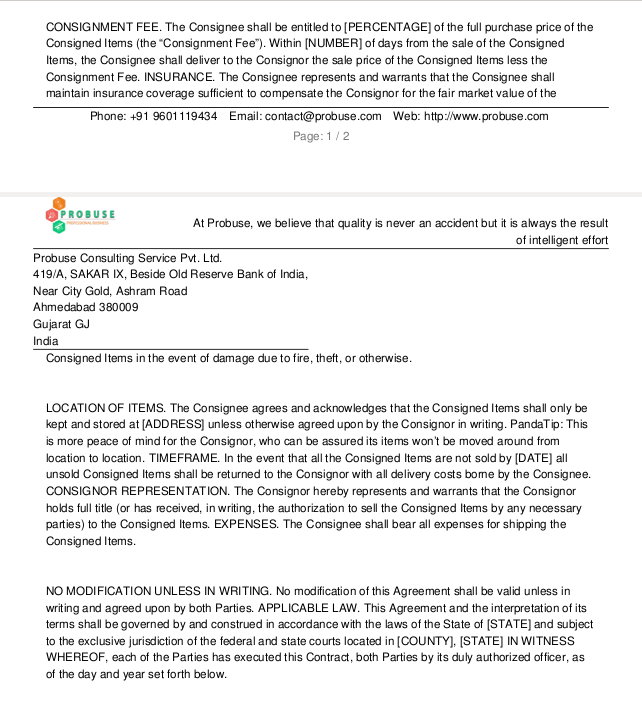 CONSIGNMENT FEE. The Consignee shall be entitled to [PERCENTAGE] of the full purchase price of the
Consigned Items (the “Consignment Fee”). Within [NUMBER] of days from the sale of the Consigned
Items, the Consignee shall deliver to the Consignor the sale price of the Consigned Items less the
Consignment Fee. INSURANCE. The Consignee represents and warrants that the Consignee shall
maintain insurance coverage sufficient to compensate the Consignor for the fair market value of the
Phone: +91 9601119434 Email: contact@probuse.com Web: http://www.probuse.com
Page: 1 / 2
PROBUSE
PROFESSIONAL BUSINESS
At Probuse, we believe that quality is never an accident but it is always the result
of intelligent effort
Probuse Consulting Service Pvt. Ltd.
419/A, SAKAR IX, Beside Old Reserve Bank of India,
Near City Gold, Ashram Road
Ahmedabad 380009
Gujarat GJ
India
Consigned Items in the event of damage due to fire, theft, or otherwise.
LOCATION OF ITEMS. The Consignee agrees and acknowledges that the Consigned Items shall only be
kept and stored at [ADDRESS] unless otherwise agreed upon by the Consignor in writing. PandaTip: This
is more peace of mind for the Consignor, who can be assured its items won’t be moved around from
location to location. TIMEFRAME. In the event that all the Consigned Items are not sold by [DATE] all
unsold Consigned Items shall be returned to the Consignor with all delivery costs borne by the Consignee.
CONSIGNOR REPRESENTATION. The Consignor hereby represents and warrants that the Consignor
holds full title (or has received, in writing, the authorization to sell the Consigned Items by any necessary
parties) to the Consigned Items. EXPENSES. The Consignee shall bear all expenses for shipping the
Consigned Items.
NO MODIFICATION UNLESS IN WRITING. No modification of this Agreement shall be valid unless in
writing and agreed upon by both Parties. APPLICABLE LAW. This Agreement and the interpretation of its
terms shall be governed by and construed in accordance with the laws of the State of [STATE] and subject
to the exclusive jurisdiction of the federal and state courts located in [COUNTY], [STATE] IN WITNESS
WHEREOF, each of the Parties has executed this Contract, both Parties by its duly authorized officer, as
of the day and year set forth below.